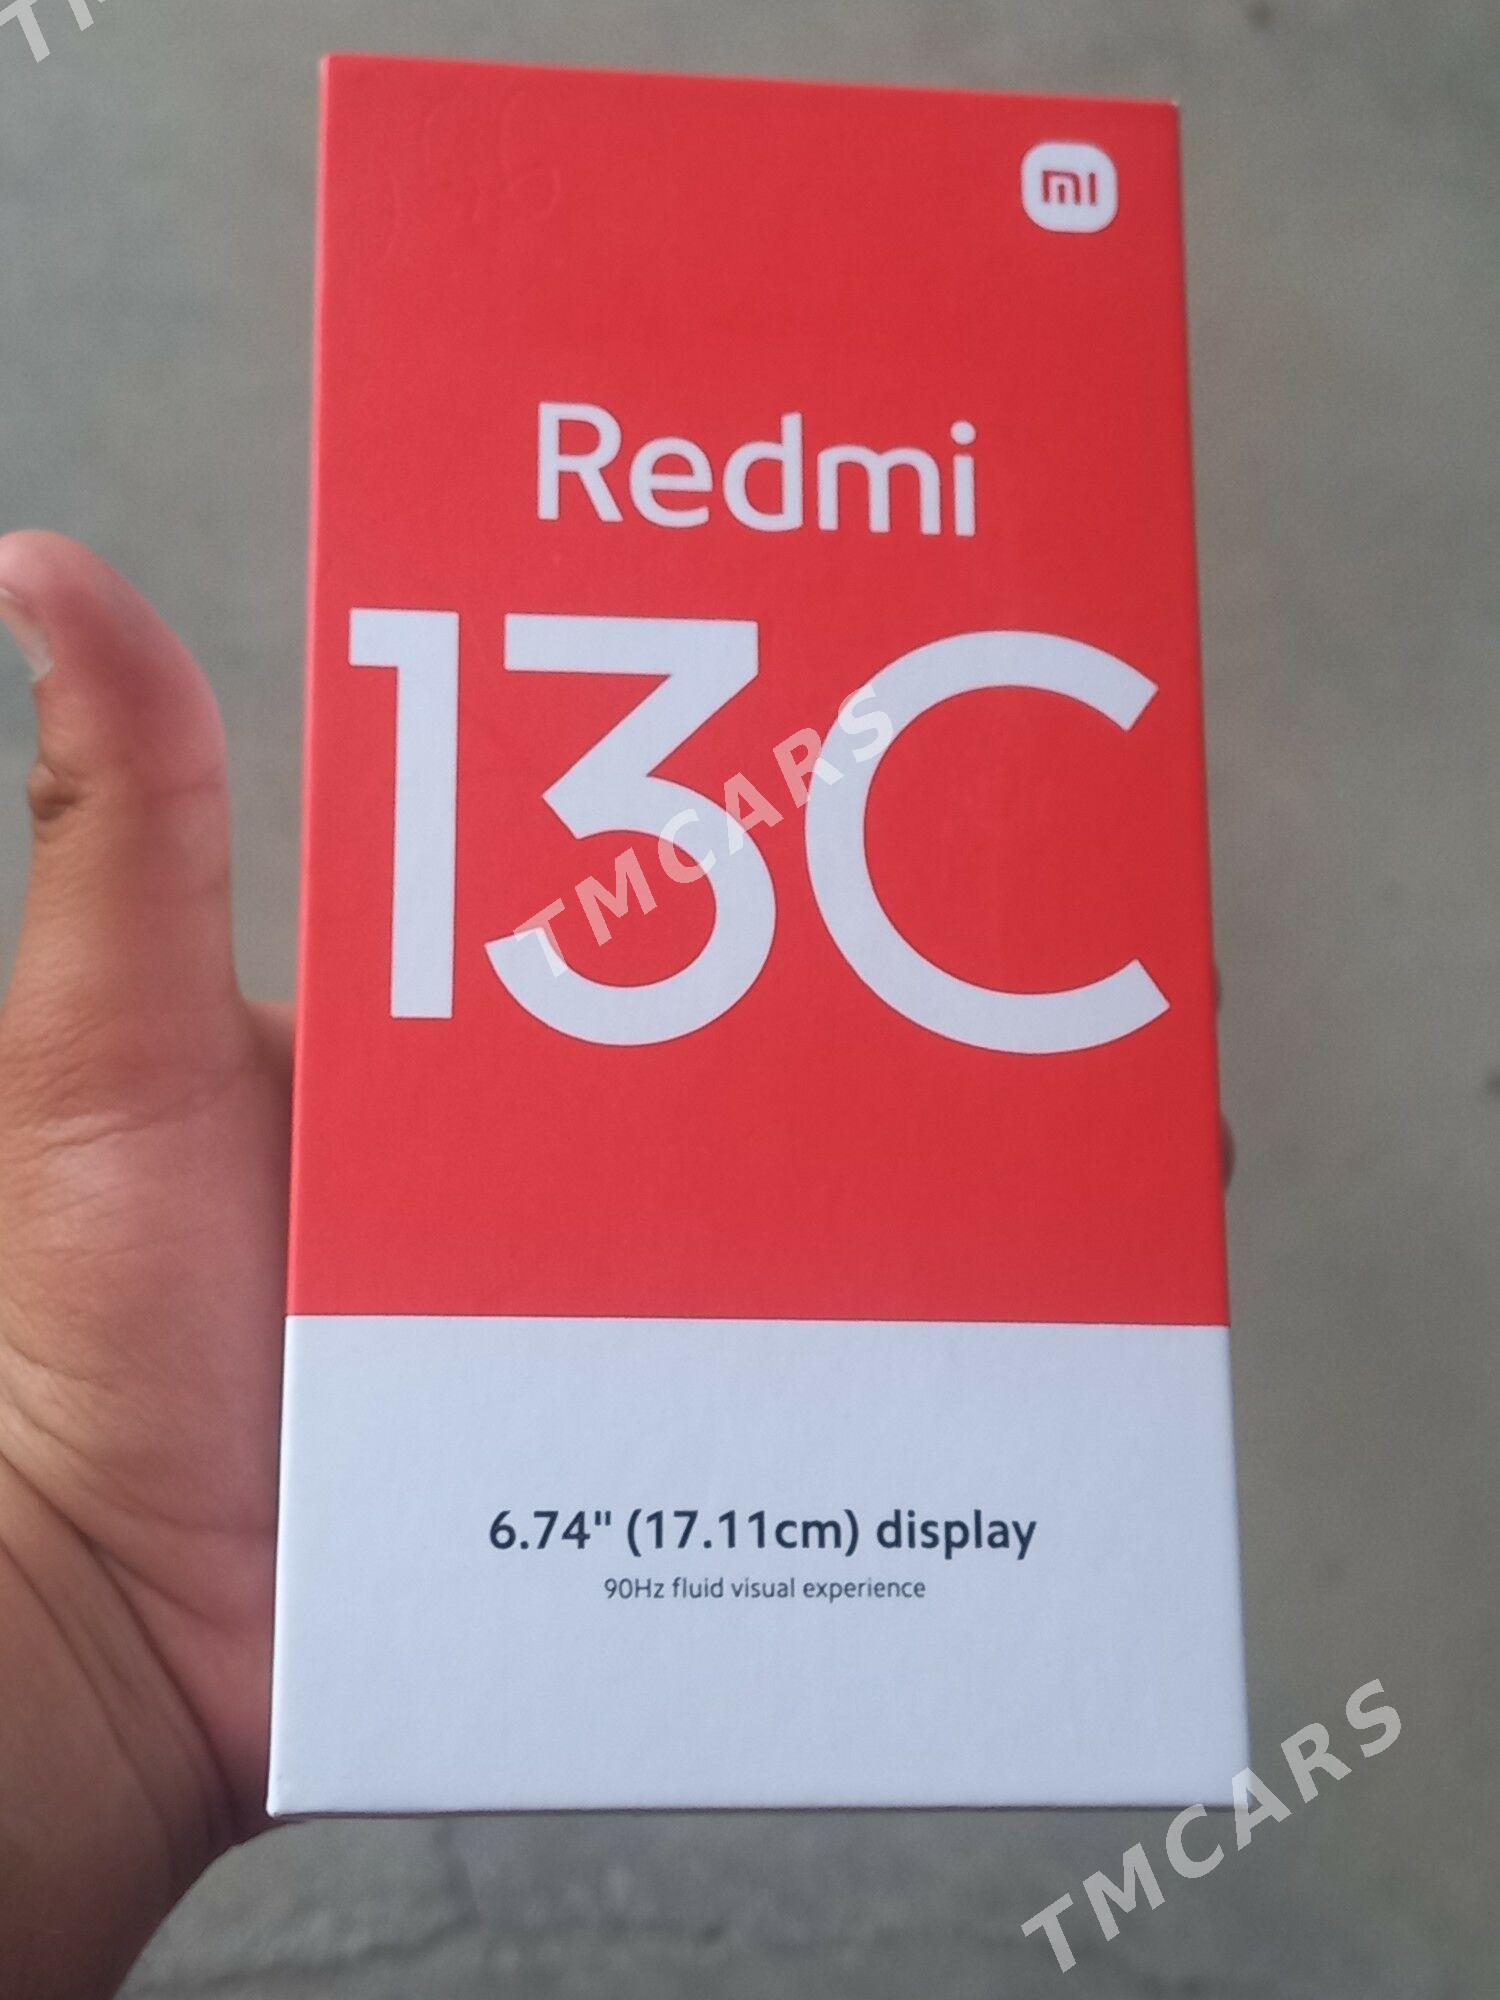 mi
Redmi
13C
TMCARS
6.74" (17.11cm) display
90Hz fluid visual experience
TMCARS